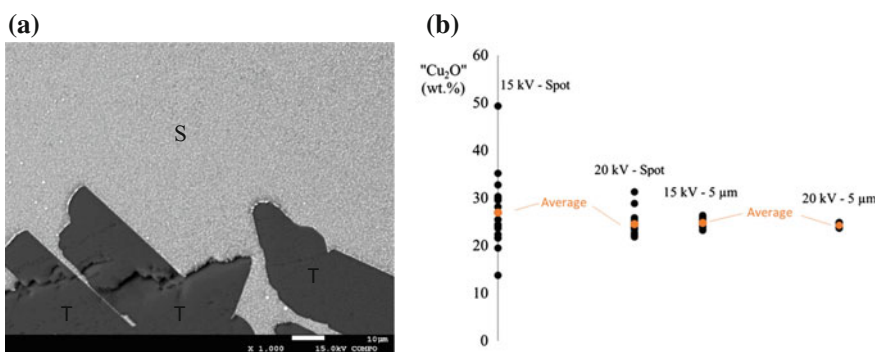 (a)
S
T
T
T
X 1,000 15.0kV COMPO 10μm
(b)
"Cu₂O"
(wt.%)
60
50
40
30
20
10
0
15 kV - Spot
20 kV - Spot
15 kV - 5 μm
20 kV - 5 μm
Average
Average